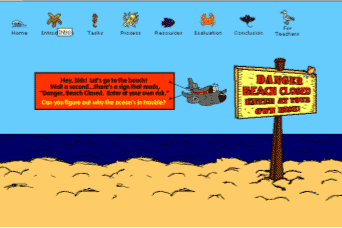 Home Intro Intro Tasks Process Resources Evaluation Conclusion For
Teachers
Hey, kids! Let's go to the beach!
Wait a second...there's a sign that reads,
"Danger, Beach Closed. Enter at your own risk."
Can you figure out why the ocean's in trouble?
DANGER
BEACH CLOSED
ENTER AT YOUR
OWN RISK!